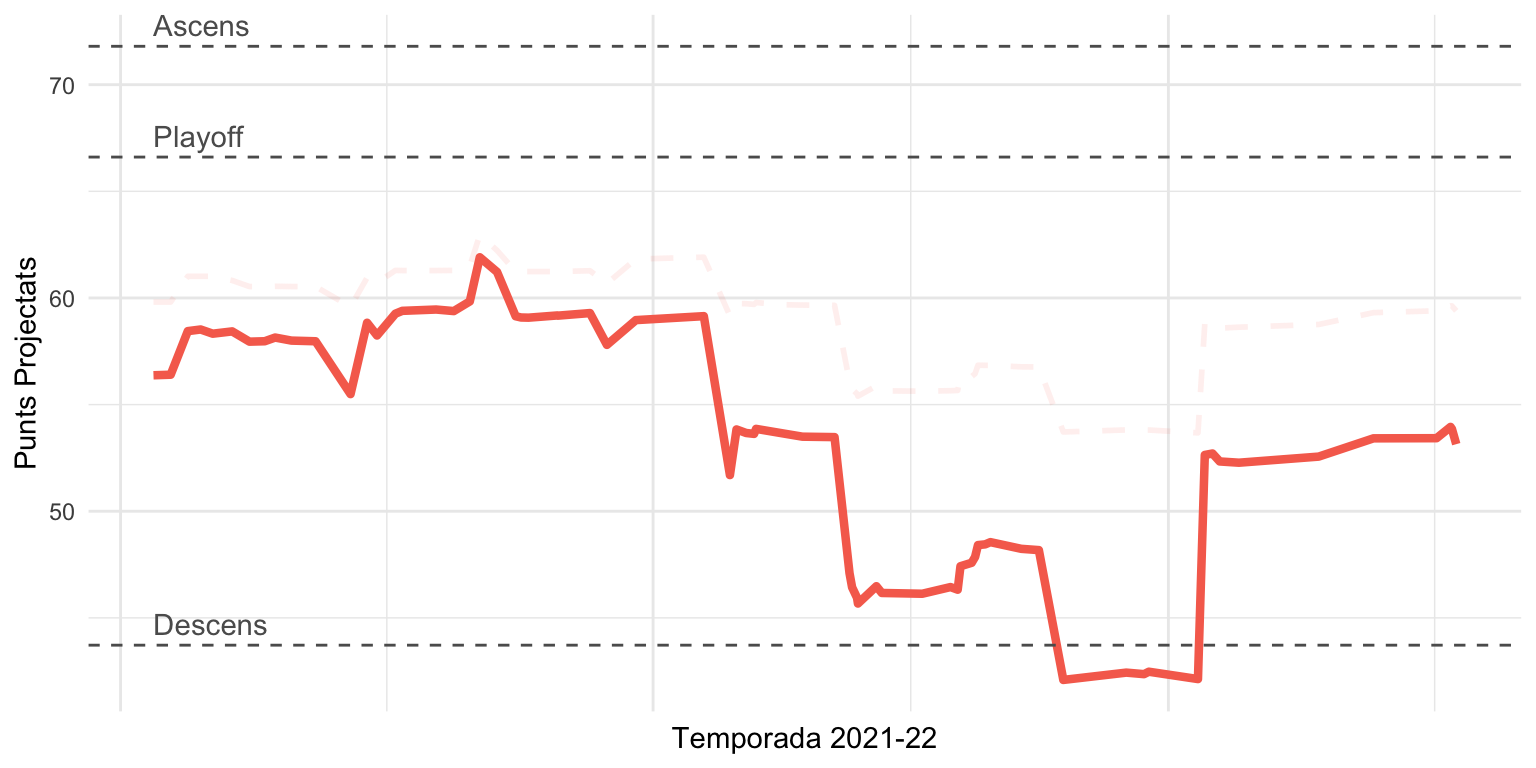 Ascens
70
Playoff
60
Punts Projectats
50
Descens
Temporada 2021-22